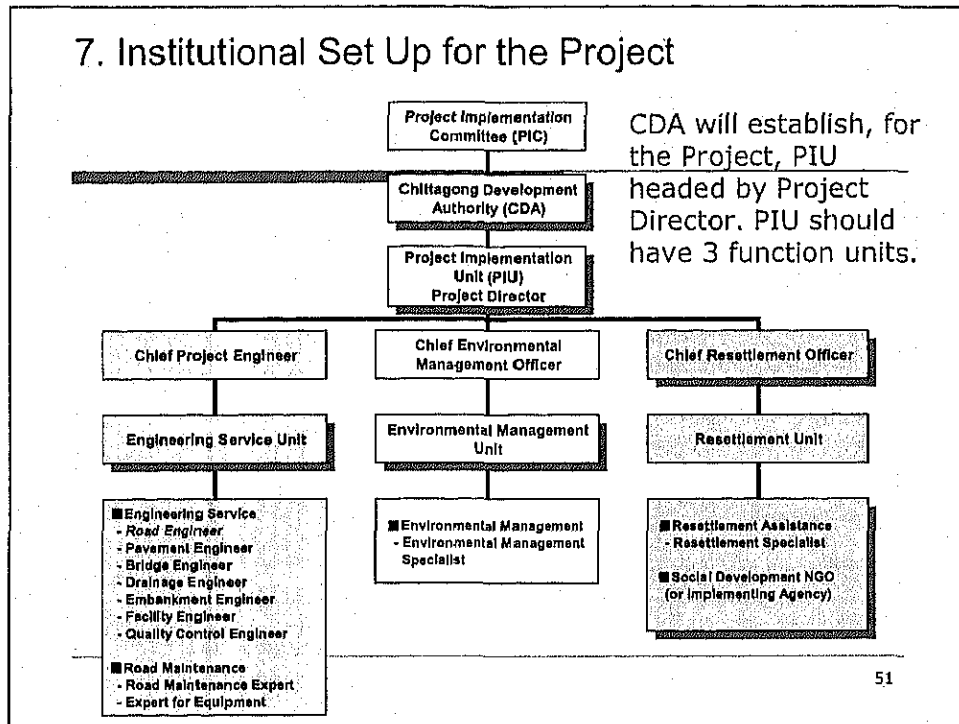 7. Institutional Set Up for the Project
Project Implementation
Committee (PIC)
CDA will establish, for
the Project, PIU
headed by Project
Director. PIU should
have 3 function units.
Chittagong Development
Authority (CDA)
Project Implementation
Unit (PIU)
Project Director
Chief Project Engineer
Chief Environmental
Management Officer
Chief Resettlement Officer
Engineering Service Unit
Environmental Management
Unit
Resettlement Unit
■Engineering Service
- Road Engineer
- Pavement Engineer
- Bridge Engineer
- Drainage Engineer
- Embankment Engineer
- Facility Engineer
- Quality Control Engineer
■Road Maintenance
- Road Maintenance Expert
- Expert for Equipment
■Environmental Management
- Environmental Management
Specialist
■Resettlement Assistance
- Resettlement Specialist
■Social Development NGO
(or Implementing Agency)
51